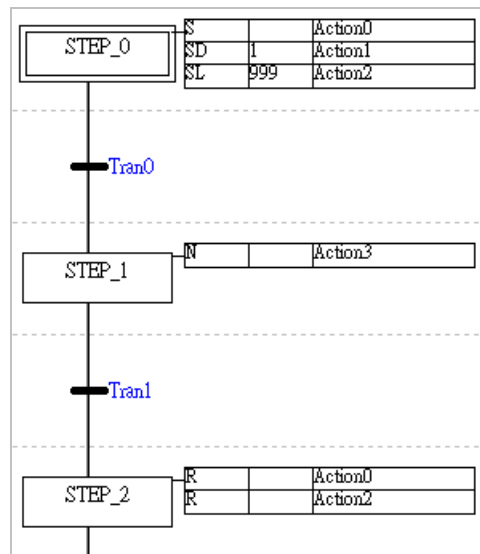 STEP_0 S Action0
SD 1 Action1
SL 999 Action2
Tran0
STEP_1 N Action3
Tran1
STEP_2 R Action0
R Action2